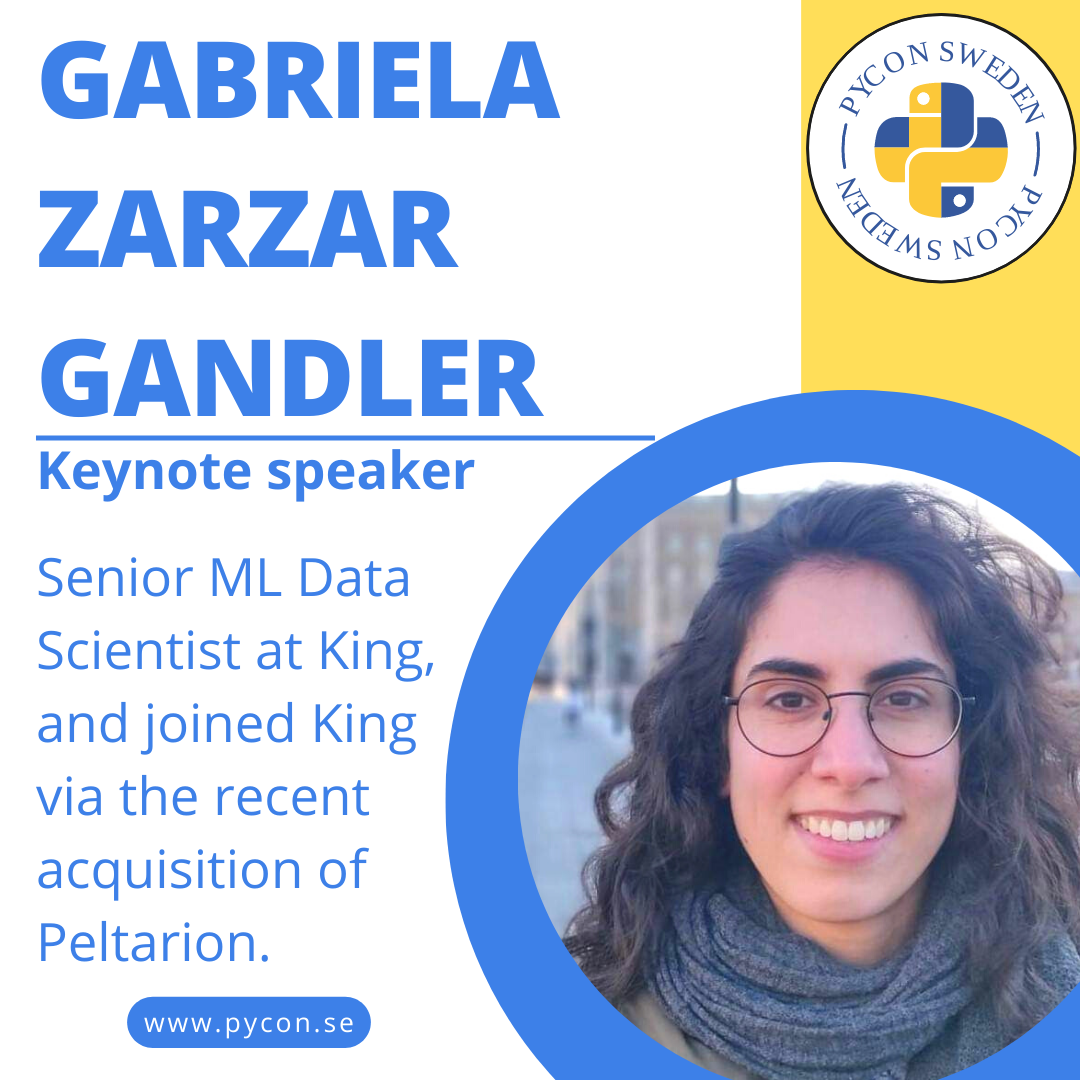 GABRIELA
ZARZAR
GANDLER
Keynote speaker
Senior ML Data
Scientist at King,
and joined King
via the recent
acquisition of
Peltarion.
www.pycon.se
PYCON SWEDEN
PYCON SWEDEN